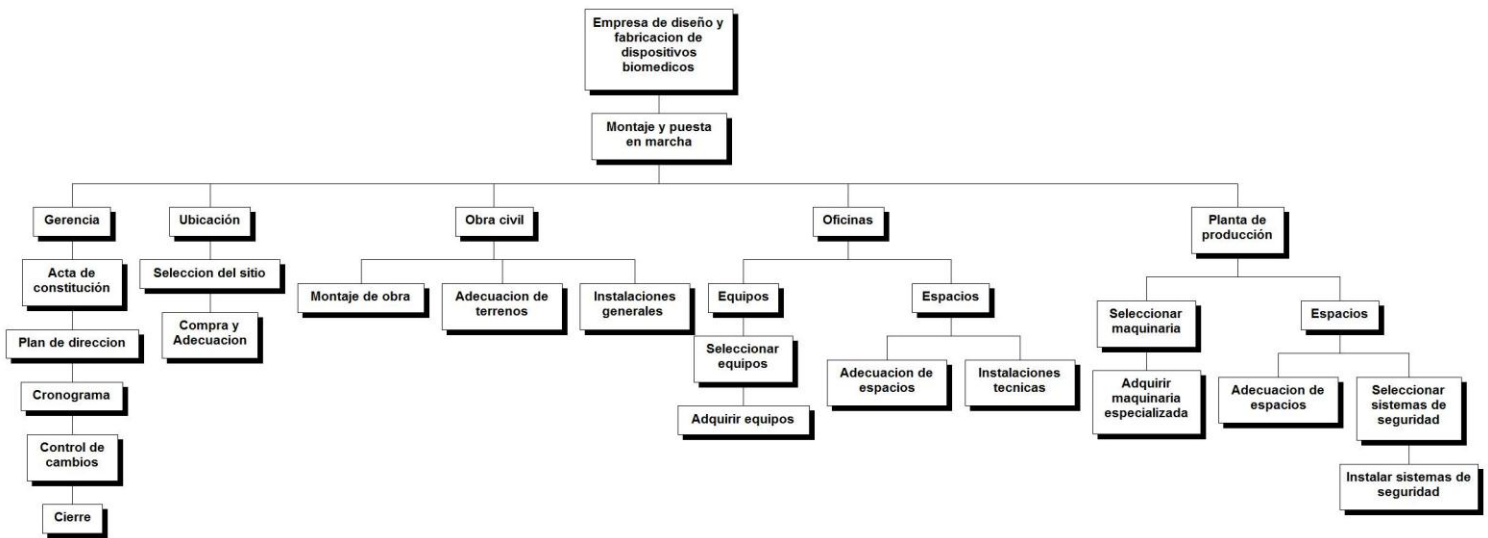 Empresa de diseño y
fabricacion de
dispositivos
biomedicos
Montaje y puesta
en marcha
Gerencia
Ubicación
Obra civil
Oficinas
Planta de
producción
Acta de
constitución
Seleccion del sitio
Montaje de obra
Adecuacion de
terrenos
Instalaciones
generales
Equipos
Espacios
Seleccionar
maquinaria
Espacios
Plan de direccion
Compra y
Adecuacion
Seleccionar
equipos
Adecuacion de
espacios
Instalaciones
tecnicas
Adquirir
maquinaria
especializada
Adecuacion de
espacios
Seleccionar
sistemas de
seguridad
Cronograma
Adquirir equipos
Control de
cambios
Instalar sistemas de
seguridad
Cierre